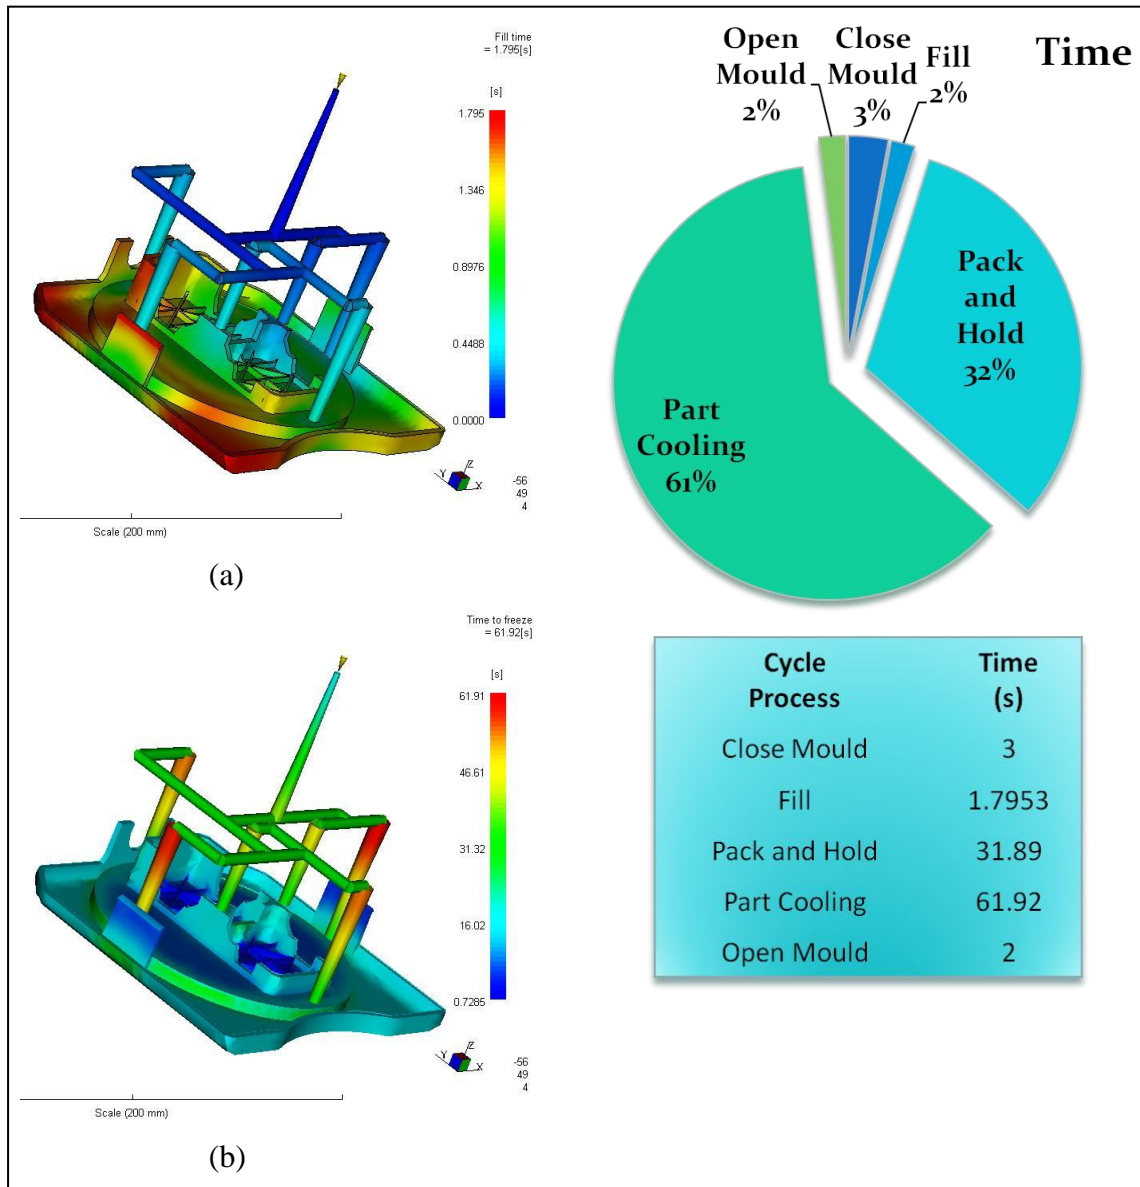 Fill time
= 1.795[s]
[s]
1.795
1.346
0.8976
0.4488
0.0000
Y Z X
-56
49
4
Scale (200 mm)
(a)
Time to freeze
= 61.92[s]
[s]
61.91
46.61
31.32
16.02
0.7285
Y Z X
-56
49
4
Scale (200 mm)
(b)
Time
Open
Mould
2%
Close
Mould
3%
Fill
2%
Pack
and
Hold
32%
Part
Cooling
61%
Cycle Time
Process (s)
Close Mould 3
Fill 1.7953
Pack and Hold 31.89
Part Cooling 61.92
Open Mould 2